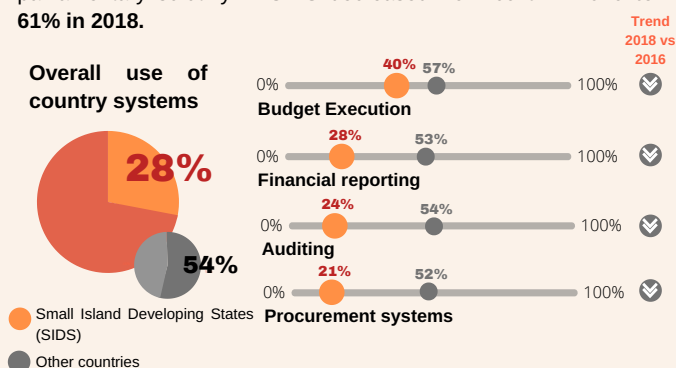 61% in 2018.
Trend
2018 vs
2016
Overall use of
country systems
28%
54%
Small Island Developing States
(SIDS)
Other countries
40% 57%
0% 100%
Budget Execution
28% 53%
0% 100%
Financial reporting
24% 54%
0% 100%
Auditing
21% 52%
0% 100%
Procurement systems